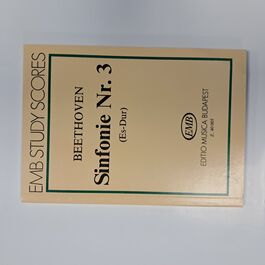 EMB STUDY SCORES
BEETHOVEN
Sinfonie Nr. 3
(Es-Dur)
EMB
EDITIO MUSICA BUDAPEST